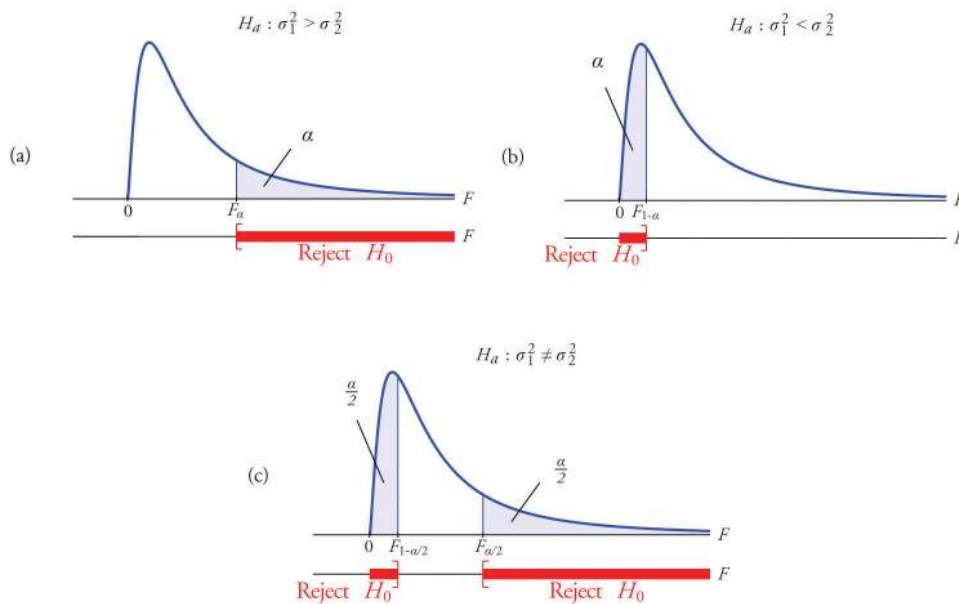 Hₐ : σ₁² > σ₂²
α
(a)
0
Fα
F
F
Reject H₀
Hₐ : σ₁² < σ₂²
α
(b)
0
F1-α
F
F
Reject H₀
Hₐ : σ₁² ≠ σ₂²
α/2
α/2
(c)
0
F1-α/2
Fα/2
F
F
Reject H₀
Reject H₀